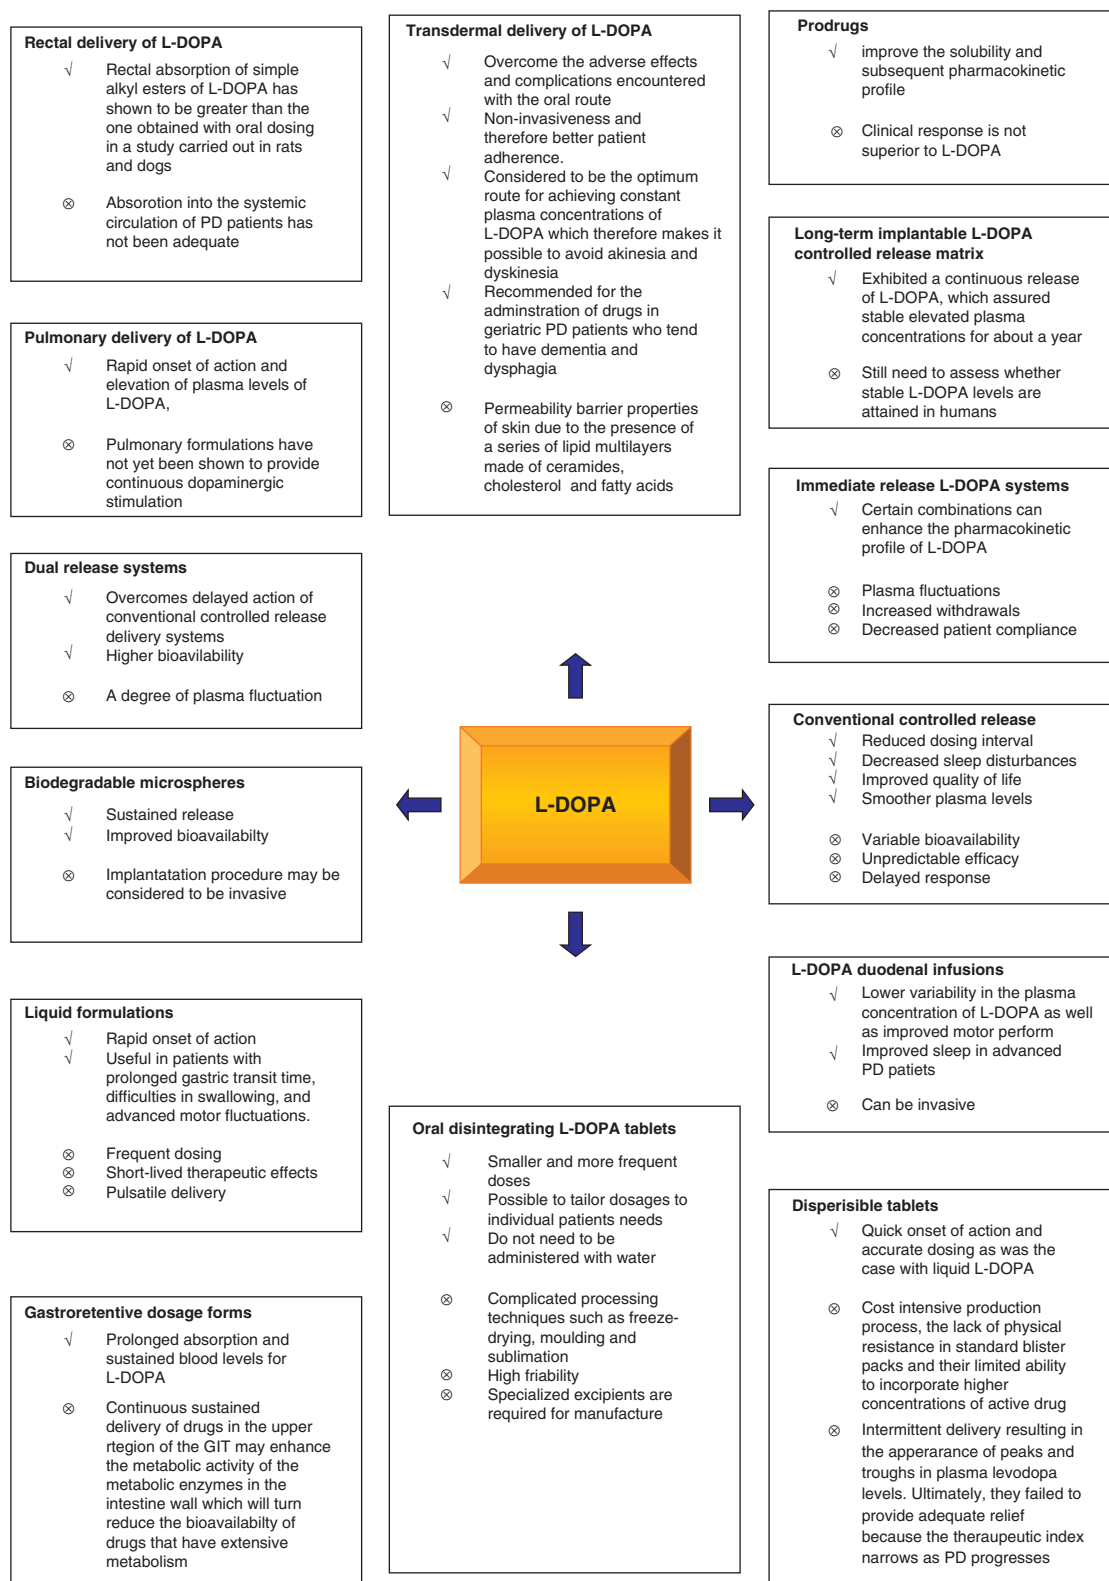 Rectal delivery of L-DOPA
√ Rectal absorption of simple
alkyl esters of L-DOPA has
shown to be greater than the
one obtained with oral dosing
in a study carried out in rats
and dogs
⊗ Absorotion into the systemic
circulation of PD patients has
not been adequate
Pulmonary delivery of L-DOPA
√ Rapid onset of action and
elevation of plasma levels of
L-DOPA,
⊗ Pulmonary formulations have
not yet been shown to provide
continuous dopaminergic
stimulation
Dual release systems
√ Overcomes delayed action of
conventional controlled release
delivery systems
√ Higher bioavilability
⊗ A degree of plasma fluctuation
Biodegradable microspheres
√ Sustained release
√ Improved bioavailabilty
⊗ Implantatation procedure may be
considered to be invasive
Liquid formulations
√ Rapid onset of action
√ Useful in patients with
prolonged gastric transit time,
difficulties in swallowing, and
advanced motor fluctuations.
⊗ Frequent dosing
⊗ Short-lived therapeutic effects
⊗ Pulsatile delivery
Gastroretentive dosage forms
√ Prolonged absorption and
sustained blood levels for
L-DOPA
⊗ Continuous sustained
delivery of drugs in the upper
rtegion of the GIT may enhance
the metabolic activity of the
metabolic enzymes in the
intestine wall which will turn
reduce the bioavailabilty of
drugs that have extensive
metabolism
Transdermal delivery of L-DOPA
√ Overcome the adverse effects
and complications encountered
with the oral route
√ Non-invasiveness and
therefore better patient
adherence.
√ Considered to be the optimum
route for achieving constant
plasma concentrations of
L-DOPA which therefore makes it
possible to avoid akinesia and
dyskinesia
√ Recommended for the
adminstration of drugs in
geriatric PD patients who tend
to have dementia and
dysphagia
⊗ Permeability barrier properties
of skin due to the presence of
a series of lipid multilayers
made of ceramides,
cholesterol and fatty acids
L-DOPA
Oral disintegrating L-DOPA tablets
√ Smaller and more frequent
doses
√ Possible to tailor dosages to
individual patients needs
√ Do not need to be
administered with water
⊗ Complicated processing
techniques such as freeze-
drying, moulding and
sublimation
⊗ High friability
⊗ Specialized excipients are
required for manufacture
Prodrugs
√ improve the solubility and
subsequent pharmacokinetic
profile
⊗ Clinical response is not
superior to L-DOPA
Long-term implantable L-DOPA
controlled release matrix
√ Exhibited a continuous release
of L-DOPA, which assured
stable elevated plasma
concentrations for about a year
⊗ Still need to assess whether
stable L-DOPA levels are
attained in humans
Immediate release L-DOPA systems
√ Certain combinations can
enhance the pharmacokinetic
profile of L-DOPA
⊗ Plasma fluctuations
⊗ Increased withdrawals
⊗ Decreased patient compliance
Conventional controlled release
√ Reduced dosing interval
√ Decreased sleep disturbances
√ Improved quality of life
√ Smoother plasma levels
⊗ Variable bioavailability
⊗ Unpredictable efficacy
⊗ Delayed response
L-DOPA duodenal infusions
√ Lower variability in the plasma
concentration of L-DOPA as well
as improved motor perform
√ Improved sleep in advanced
PD patiets
⊗ Can be invasive
Disperisible tablets
√ Quick onset of action and
accurate dosing as was the
case with liquid L-DOPA
⊗ Cost intensive production
process, the lack of physical
resistance in standard blister
packs and their limited ability
to incorporate higher
concentrations of active drug
⊗ Intermittent delivery resulting in
the apperarance of peaks and
troughs in plasma levodopa
levels. Ultimately, they failed to
provide adequate relief
because the theraupeutic index
narrows as PD progresses